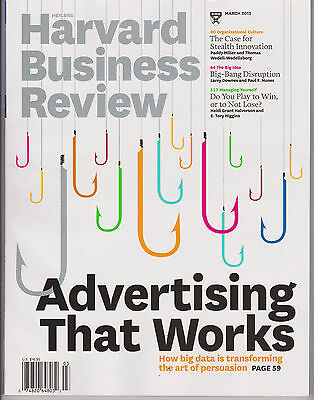 HBR.ORG
Harvard
Business
Review
MARCH 2013
90 Organizational Culture
The Case for
Stealth Innovation
Paddy Miller and Thomas
Wedell-Wedellsborg
44 The Big Idea
Big-Bang Disruption
Larry Downes and Paul F. Nunes
117 Managing Yourself
Do You Play to Win,
or to Not Lose?
Heidi Grant Halvorson and
E. Tory Higgins
Advertising
That Works
How big data is transforming
the art of persuasion PAGE 59
03